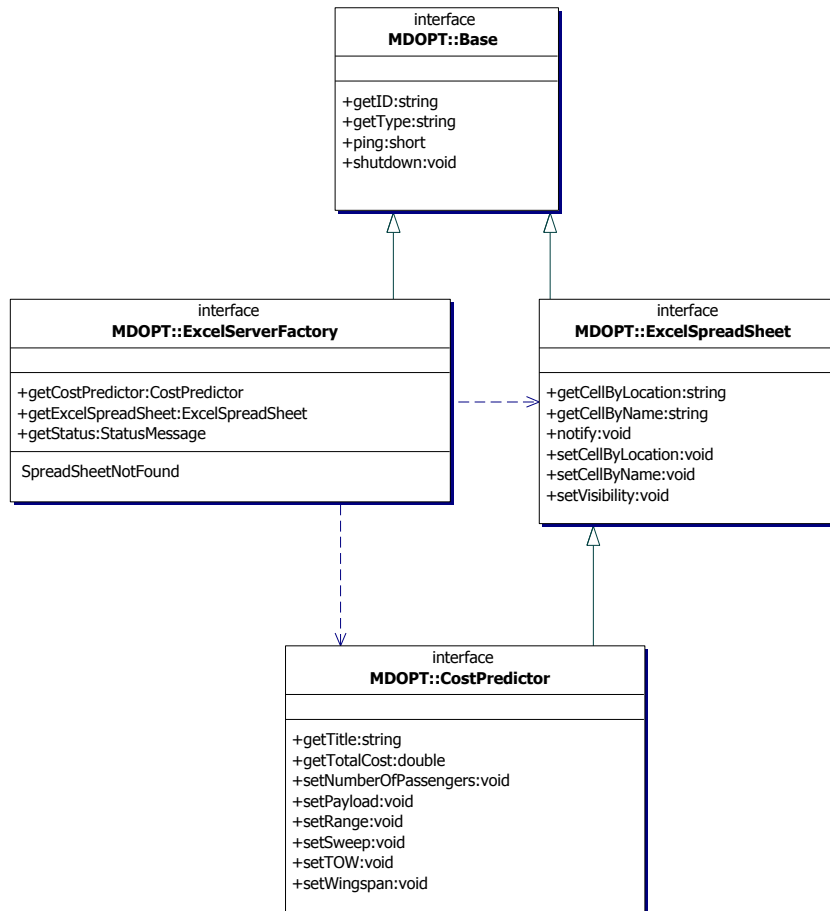 interface
MDOPT::Base
+getID:string
+getType:string
+ping:short
+shutdown:void
interface
MDOPT::ExcelServerFactory
+getCostPredictor:CostPredictor
+getExcelSpreadSheet:ExcelSpreadSheet
+getStatus:StatusMessage
SpreadSheetNotFound
interface
MDOPT::ExcelSpreadSheet
+getCellByLocation:string
+getCellByName:string
+notify:void
+setCellByLocation:void
+setCellByName:void
+setVisibility:void
interface
MDOPT::CostPredictor
+getTitle:string
+getTotalCost:double
+setNumberOfPassengers:void
+setPayload:void
+setRange:void
+setSweep:void
+setTOW:void
+setWingspan:void